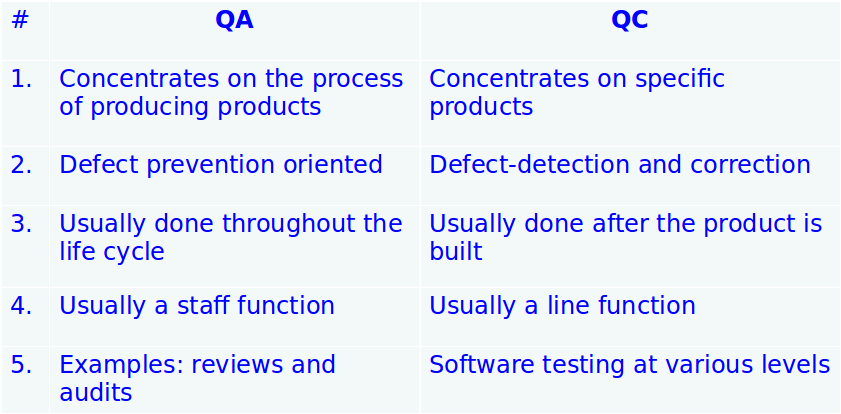 # QA QC
1. Concentrates on the process Concentrates on specific
of producing products products
2. Defect prevention oriented Defect-detection and correction
3. Usually done throughout the Usually done after the product is
life cycle built
4. Usually a staff function Usually a line function
5. Examples: reviews and Software testing at various levels
audits